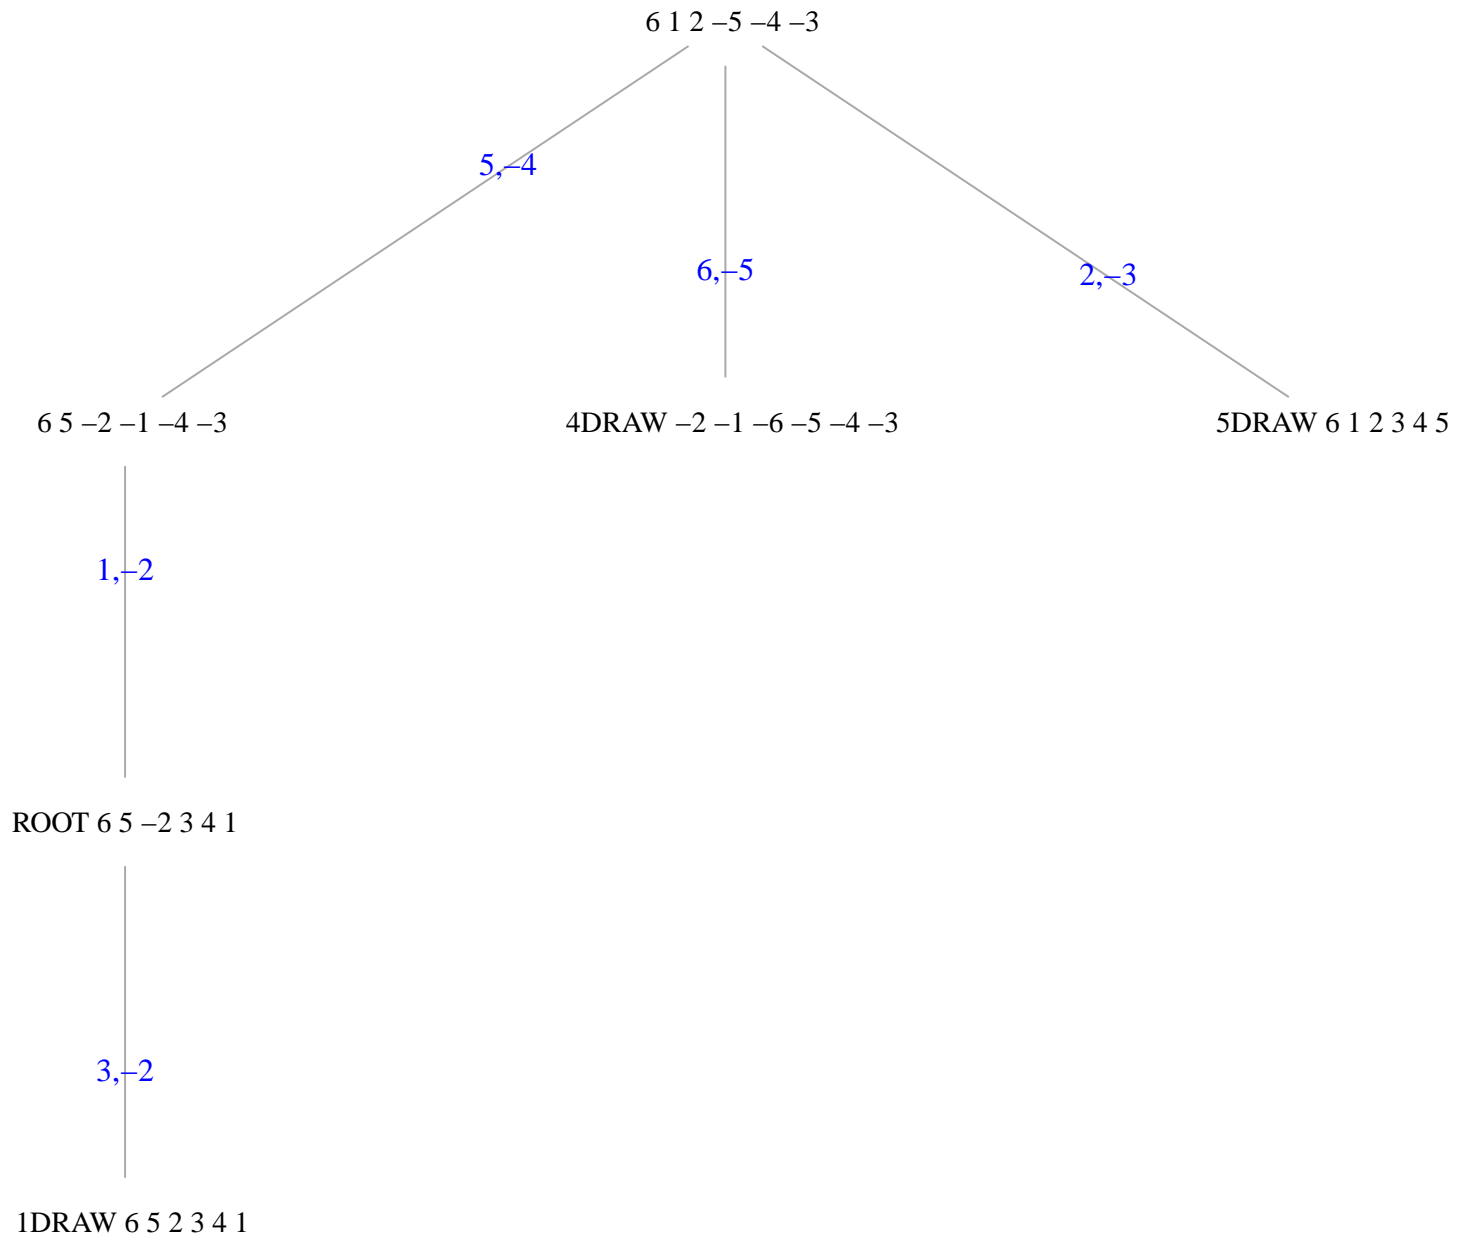 6 1 2 –5 –4 –3
5,–4
6,–5
2,–3
6 5 –2 –1 –4 –3
4DRAW –2 –1 –6 –5 –4 –3
5DRAW 6 1 2 3 4 5
1,–2
ROOT 6 5 –2 3 4 1
3,–2
1DRAW 6 5 2 3 4 1